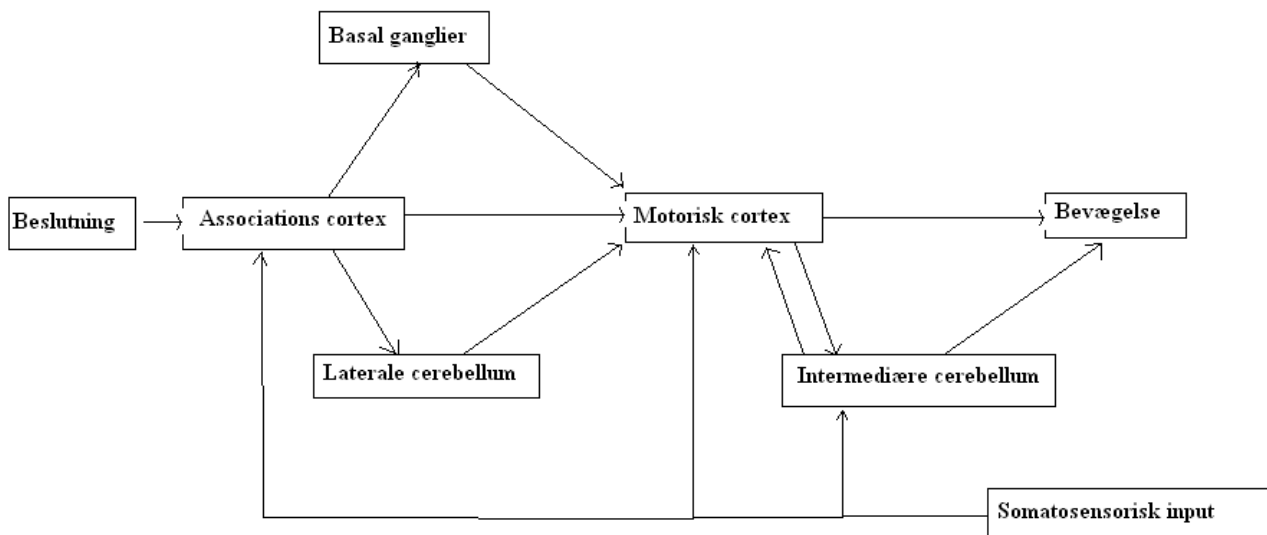 Basal ganglier
Beslutning
Associations cortex
Motorisk cortex
Bevægelse
Laterale cerebellum
Intermediære cerebellum
Somatosensorisk input